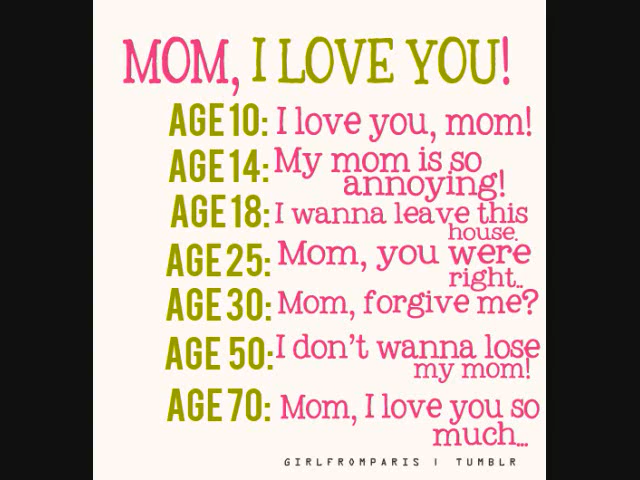 MOM, I LOVE YOU!
AGE 10: I love you, mom!
AGE 14: My mom is so
annoying!
AGE 18: I wanna leave this
house.
AGE 25: Mom, you were
right..
AGE 30: Mom, forgive me?
AGE 50: I don't wanna lose
my mom!
AGE 70: Mom, I love you so
much...
GIRLFROMPARIS | TUMBLR